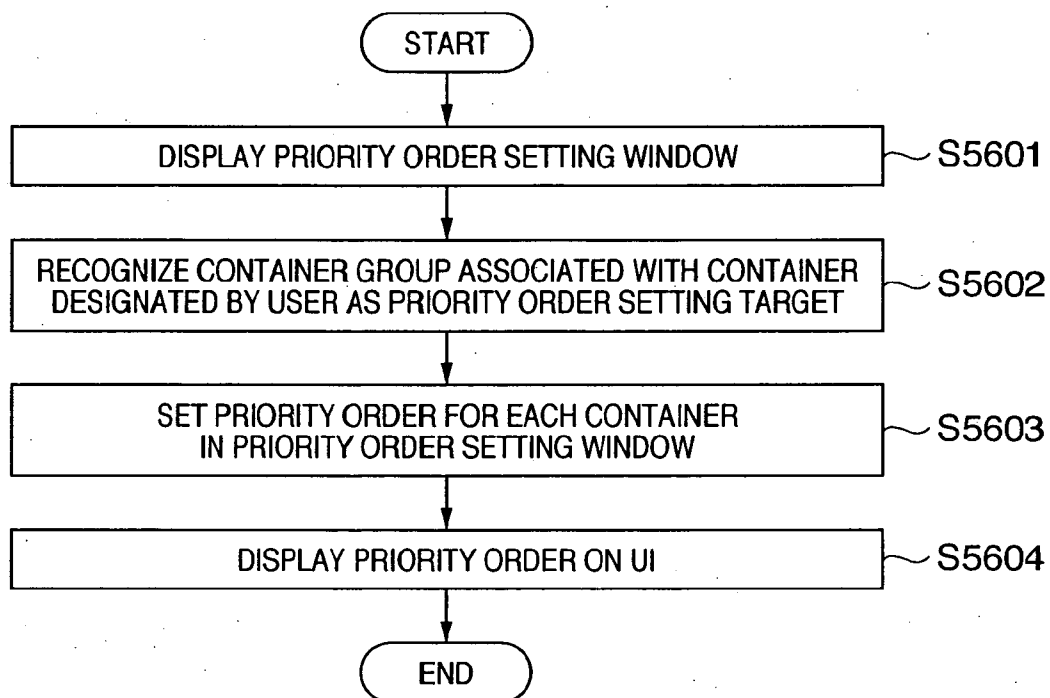 START
DISPLAY PRIORITY ORDER SETTING WINDOW
S5601
RECOGNIZE CONTAINER GROUP ASSOCIATED WITH CONTAINER
DESIGNATED BY USER AS PRIORITY ORDER SETTING TARGET
S5602
SET PRIORITY ORDER FOR EACH CONTAINER
IN PRIORITY ORDER SETTING WINDOW
S5603
DISPLAY PRIORITY ORDER ON UI
S5604
END